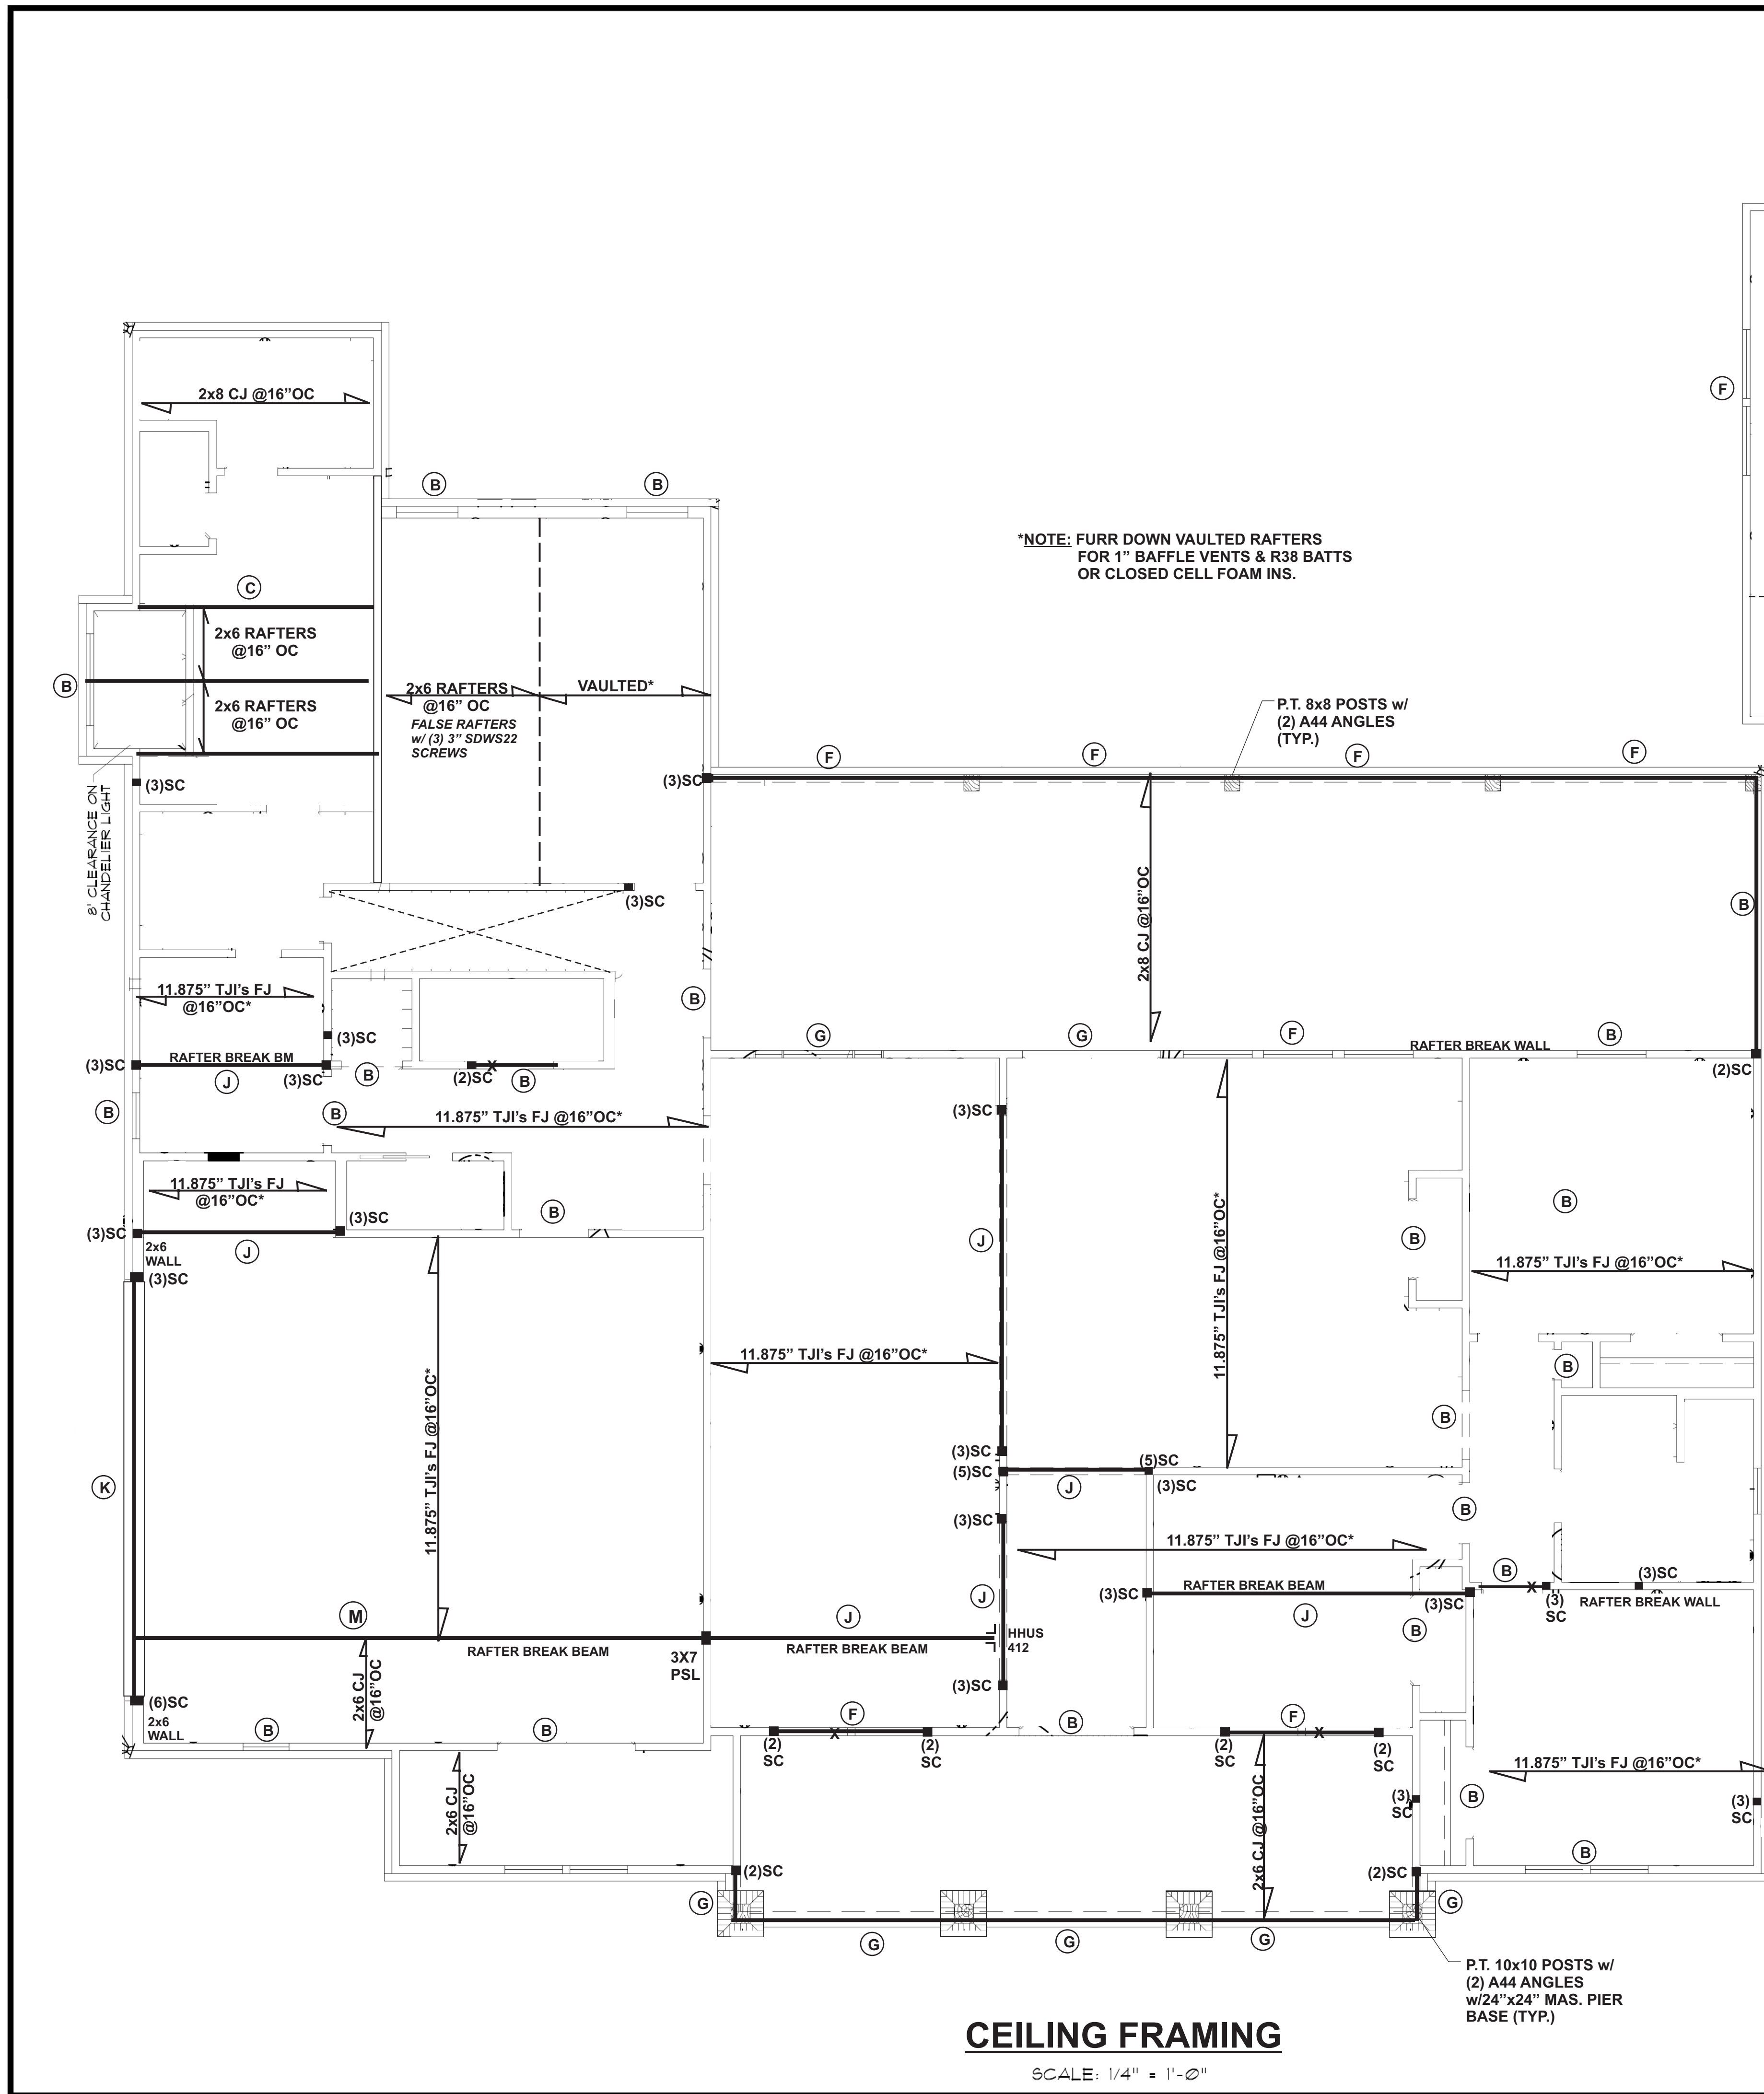 F
2x8 CJ @16”OC
B
B
*NOTE: FURR DOWN VAULTED RAFTERS
FOR 1” BAFFLE VENTS & R38 BATTS
OR CLOSED CELL FOAM INS.
C
2x6 RAFTERS
@16” OC
B
2x6 RAFTERS
@16” OC
2x6 RAFTERS
@16” OC
FALSE RAFTERS
w/ (3) 3” SDWS22
SCREWS
VAULTED*
P.T. 8x8 POSTS w/
(2) A44 ANGLES
(TYP.)
F
F
F
F
(3)SC
(3)SC
8' CLEARANCE ON
CHANDELIER LIGHT
(3)SC
2x8 CJ @16”OC
B
11.875” TJI’s FJ
@16”OC*
B
(3)SC
G
G
F
B
RAFTER BREAK WALL
(3)SC
RAFTER BREAK BM
J
(3)SC
B
(2)SC
X
B
(2)SC
B
B
11.875” TJI’s FJ @16”OC*
(3)SC
11.875” TJI’s FJ
@16”OC*
B
(3)SC
(3)SC
J
2x6
WALL
(3)SC
J
11.875” TJI’s FJ @16”OC*
B
B
11.875” TJI’s FJ @16”OC*
11.875” TJI’s FJ @16”OC*
11.875” TJI’s FJ @16”OC*
B
B
K
(3)SC
(5)SC
J
(5)SC
(3)SC
B
(3)SC
11.875” TJI’s FJ @16”OC*
(3)SC
RAFTER BREAK BEAM
J
(3)SC
B
X
(3)
SC
(3)SC
RAFTER BREAK WALL
J
M
RAFTER BREAK BEAM
J
RAFTER BREAK BEAM
3X7
PSL
HHUS
412
B
(6)SC
2x6
WALL
2x6 CJ
@16”OC
(3)SC
B
B
F
X
(2)
SC
(2)
SC
B
F
X
(2)
SC
(2)
SC
11.875” TJI’s FJ @16”OC*
2x6 CJ
@16”OC
2x6 CJ @16”OC
(3)
SC
B
(3)
SC
B
(2)SC
(2)SC
G
G
G
G
G
P.T. 10x10 POSTS w/
(2) A44 ANGLES
w/24”x24” MAS. PIER
BASE (TYP.)
CEILING FRAMING
SCALE: 1/4" = 1'-0"